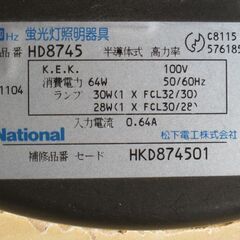 Hz 蛍光灯照明器具
品番 HD8745 半導体式 高力率
C8115
576185
1104
K.E.K. 100V
消費電力 64W 50/60Hz
ランプ 30W(1 X FCL32/30)
28W(1 X FCL30/28)
入力電流 0.64A
National 松下電工株式会社
補修品番 セード HKD874501